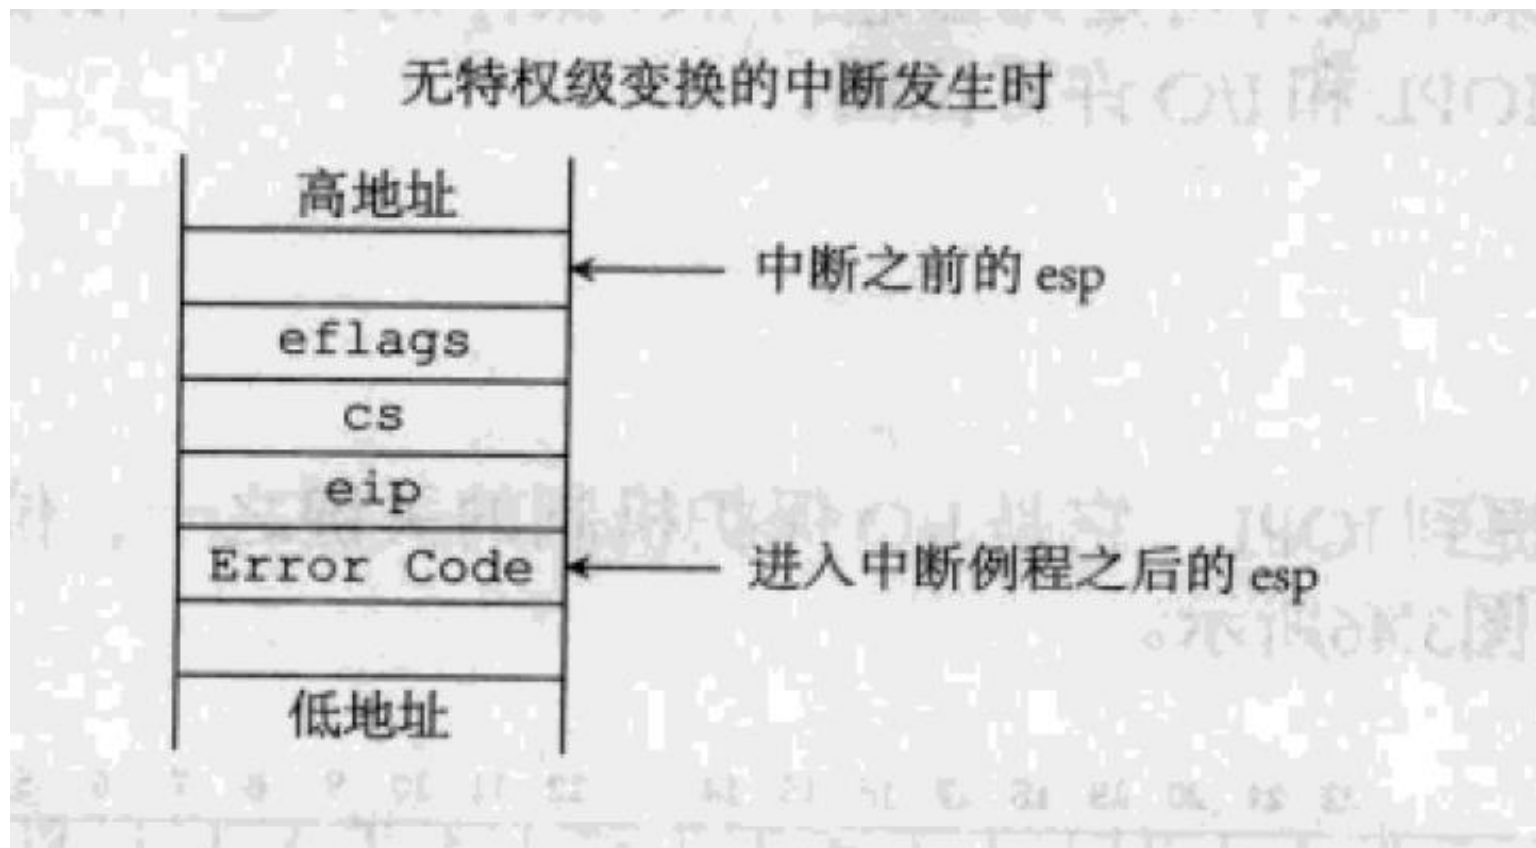 无特权级变换的中断发生时
高地址
中断之前的 esp
eflags
cs
eip
Error Code
进入中断例程之后的 esp
低地址